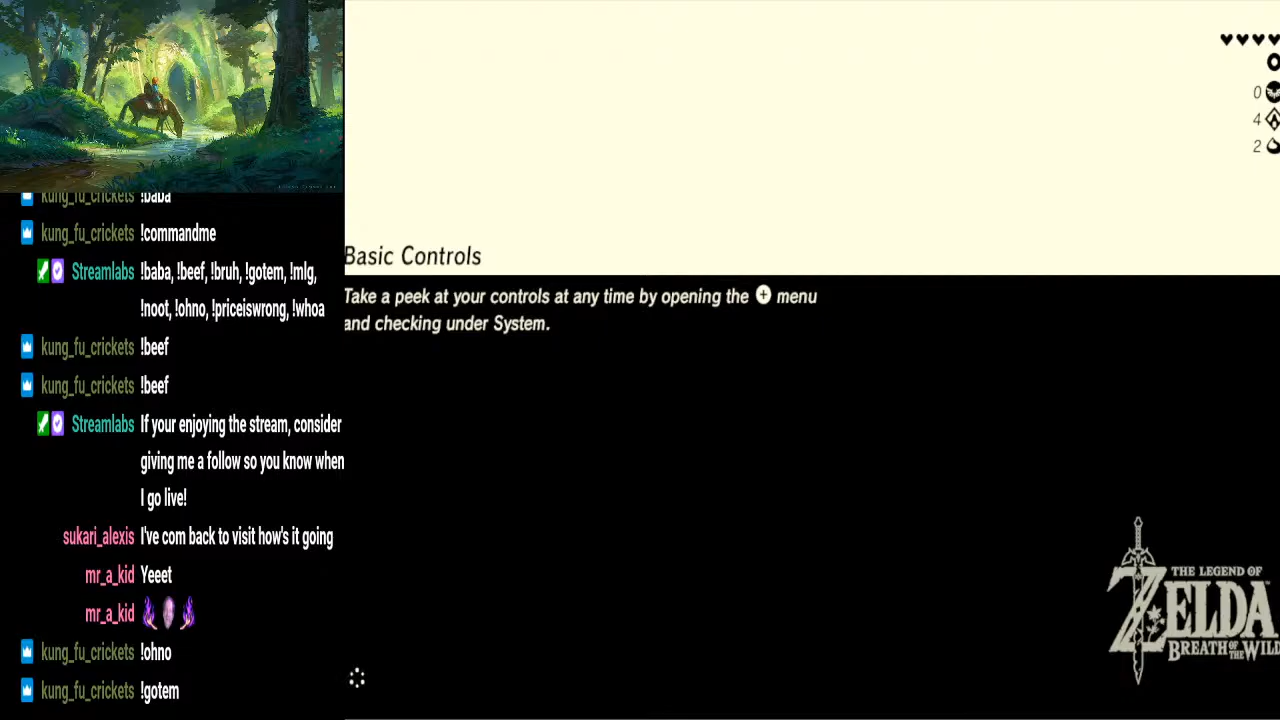 kung_fu_crickets !baba
kung_fu_crickets !commandme
Streamlabs !baba, !beef, !bruh, !gotem, !mlg,
!noot, !ohno, !priceiswrong, !whoa
kung_fu_crickets !beef
kung_fu_crickets !beef
Streamlabs If your enjoying the stream, consider
giving me a follow so you know when
I go live!
sukari_alexis I've com back to visit how's it going
mr_a_kid Yeeet
mr_a_kid
kung_fu_crickets !ohno
kung_fu_crickets !gotem
0
4
2
Basic Controls
Take a peek at your controls at any time by opening the + menu
and checking under System.
THE LEGEND OF
ZELDA
BREATH OF THE WILD